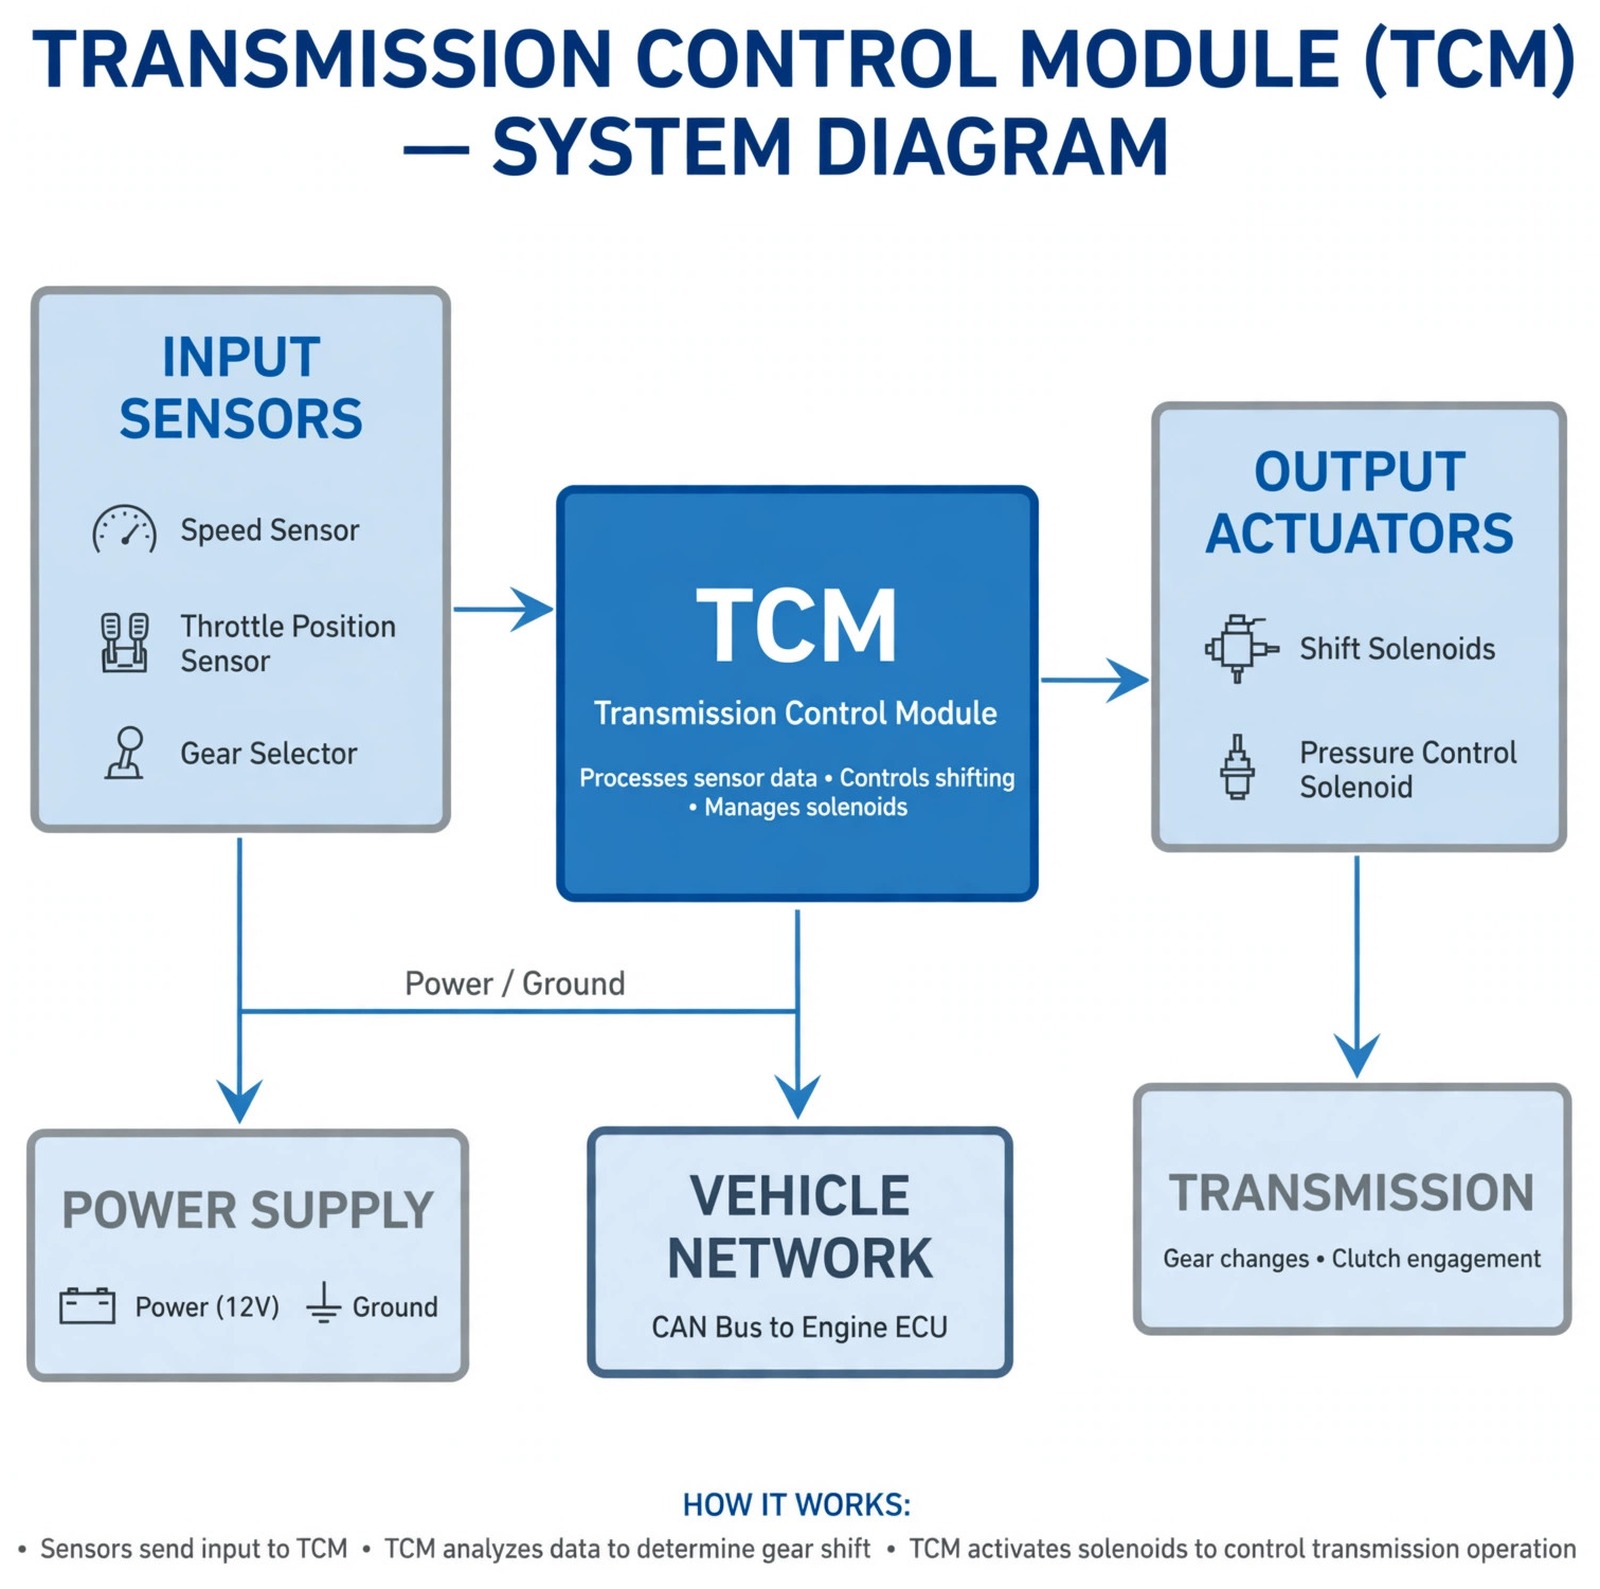 TRANSMISSION CONTROL MODULE (TCM)
— SYSTEM DIAGRAM
INPUT
SENSORS
Speed Sensor
Throttle Position
Sensor
Gear Selector
TCM
Transmission Control Module
Processes sensor data • Controls shifting
• Manages solenoids
OUTPUT
ACTUATORS
Shift Solenoids
Pressure Control
Solenoid
Power / Ground
POWER SUPPLY
Power (12V)
Ground
VEHICLE
NETWORK
CAN Bus to Engine ECU
TRANSMISSION
Gear changes • Clutch engagement
HOW IT WORKS:
• Sensors send input to TCM • TCM analyzes data to determine gear shift • TCM activates solenoids to control transmission operation